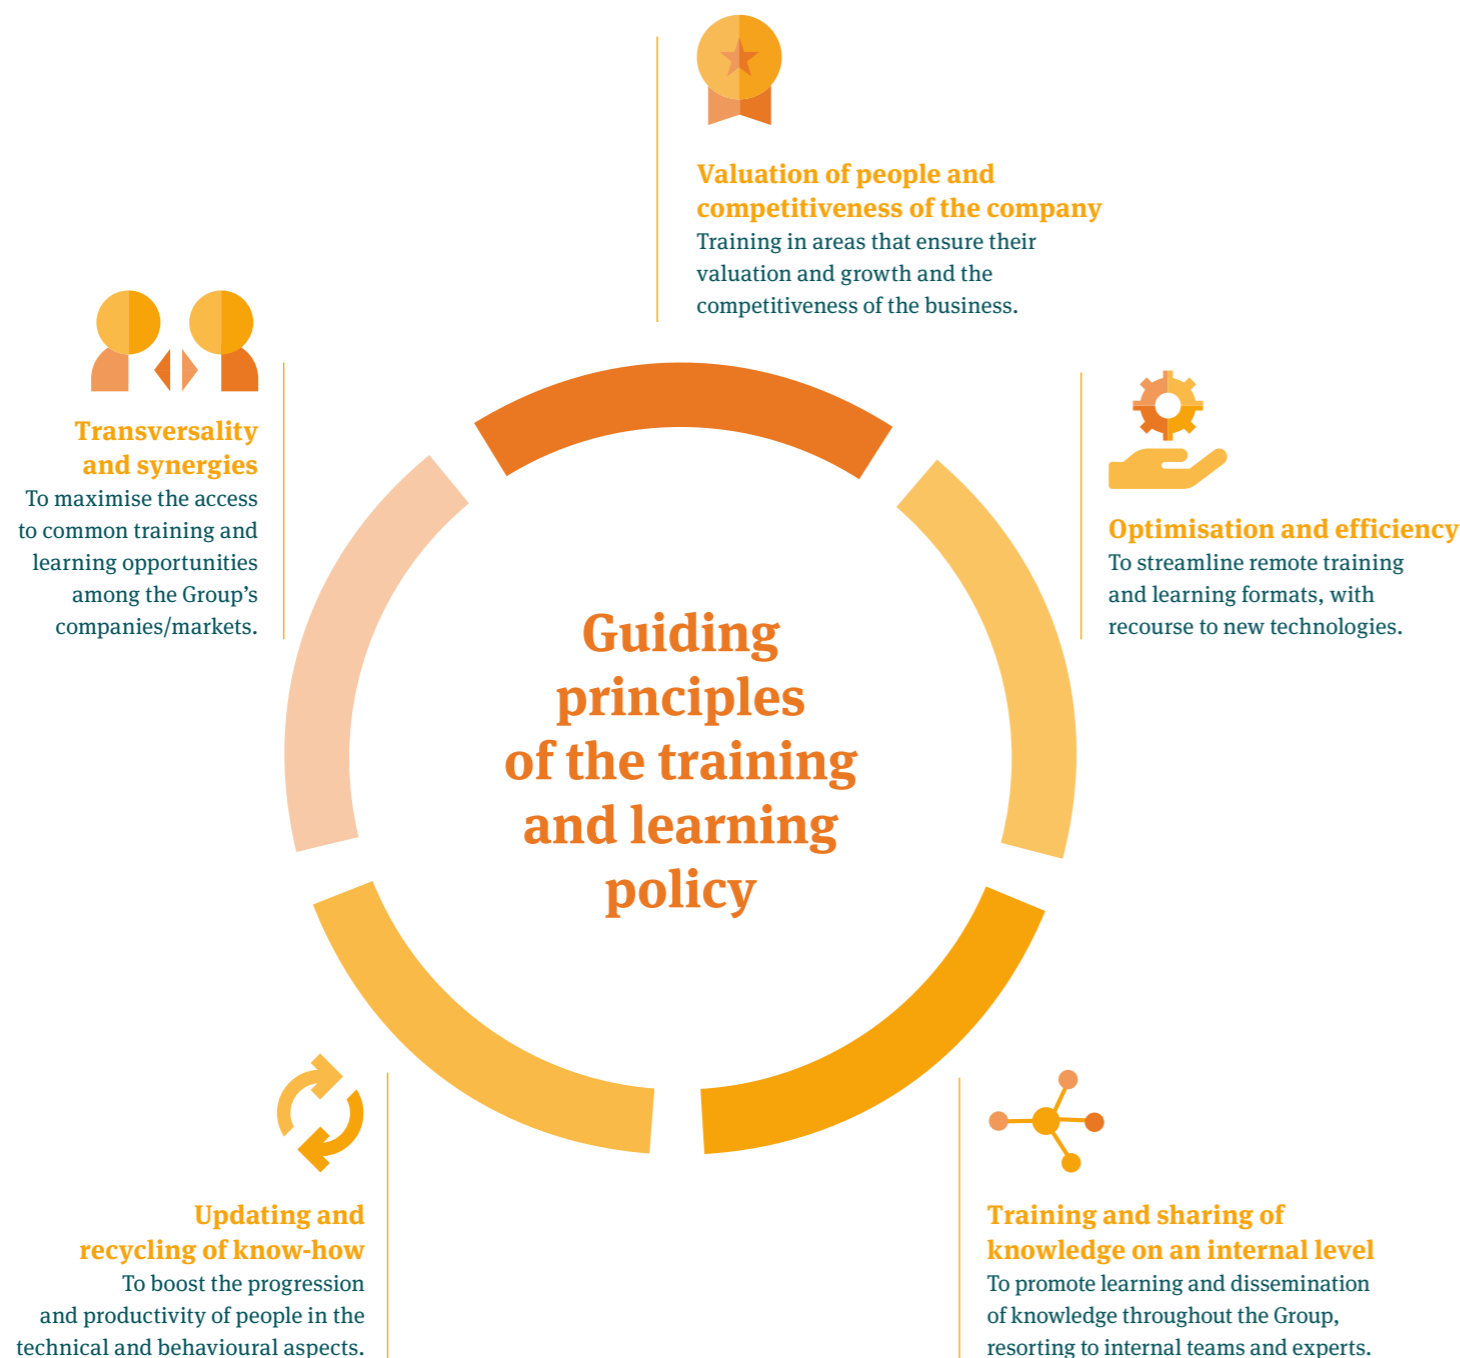 Valuation of people and
competitiveness of the company
Training in areas that ensure their
valuation and growth and the
competitiveness of the business.
Transversality
and synergies
To maximise the access
to common training and
learning opportunities
among the Group’s
companies/markets.
Optimisation and efficiency
To streamline remote training
and learning formats, with
recourse to new technologies.
Guiding
principles
of the training
and learning
policy
Updating and
recycling of know-how
To boost the progression
and productivity of people in the
technical and behavioural aspects.
Training and sharing of
knowledge on an internal level
To promote learning and dissemination
of knowledge throughout the Group,
resorting to internal teams and experts.